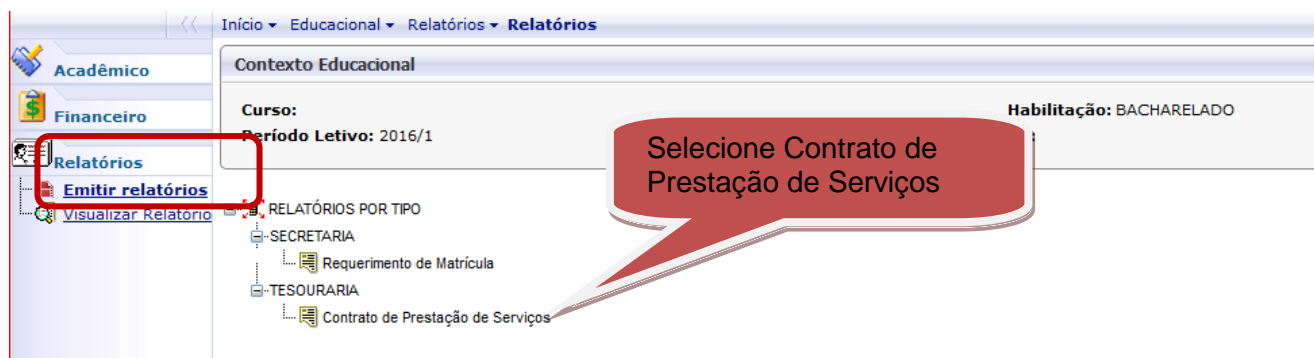 Início Educacional Relatórios Relatórios
Acadêmico
Financeiro
Relatórios
Emitir relatórios
Visualizar Relatório
Contexto Educacional
Curso:
Habilitação: BACHARELADO
Período Letivo: 2016/1
Selecione Contrato de
Prestação de Serviços
RELATÓRIOS POR TIPO
SECRETARIA
Requerimento de Matrícula
TESOURARIA
Contrato de Prestação de Serviços